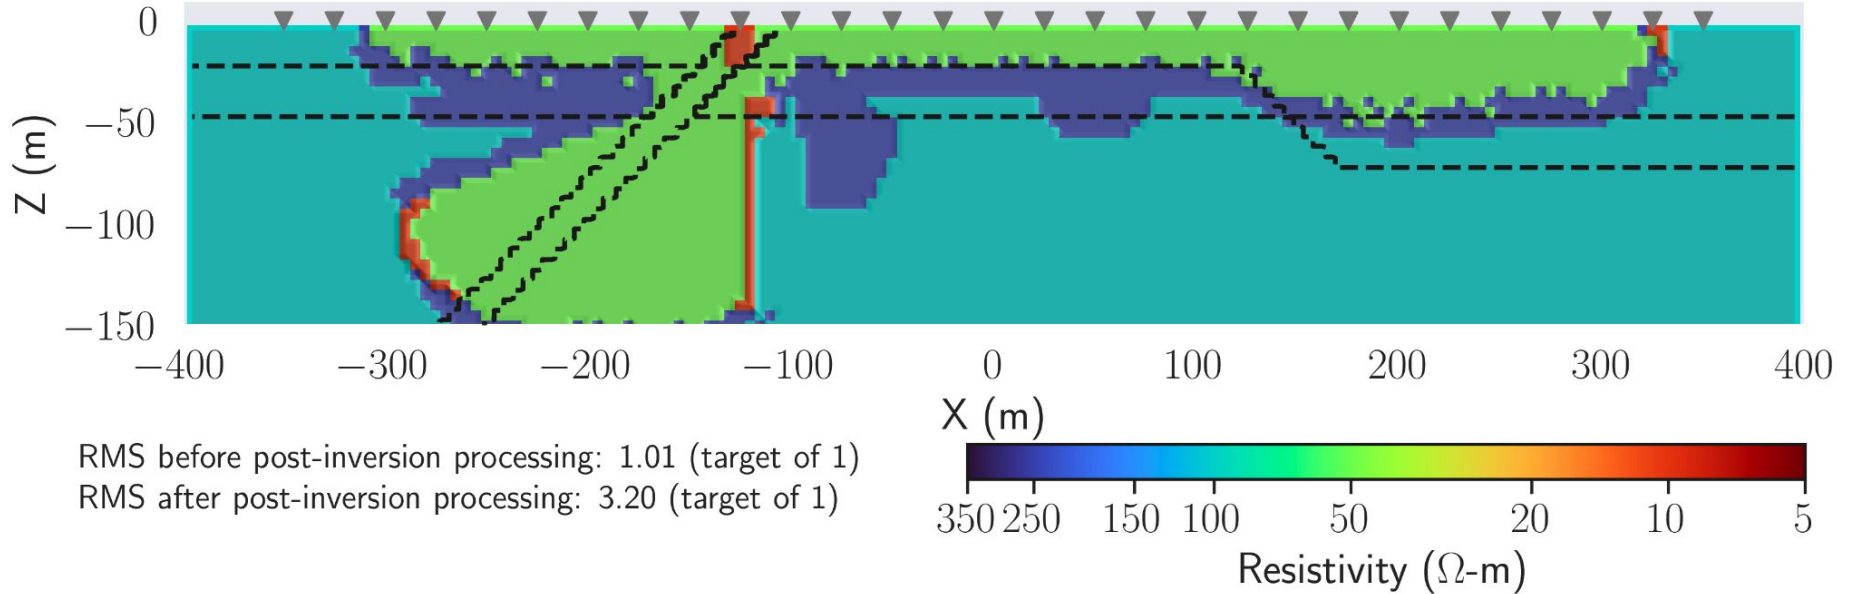 0
−50
−100
−150
Z (m)
−400 −300 −200 −100 0 100 200 300 400
X (m)
RMS before post-inversion processing: 1.01 (target of 1)
RMS after post-inversion processing: 3.20 (target of 1)
350 250 150 100 50 20 10 5
Resistivity (Ω-m)